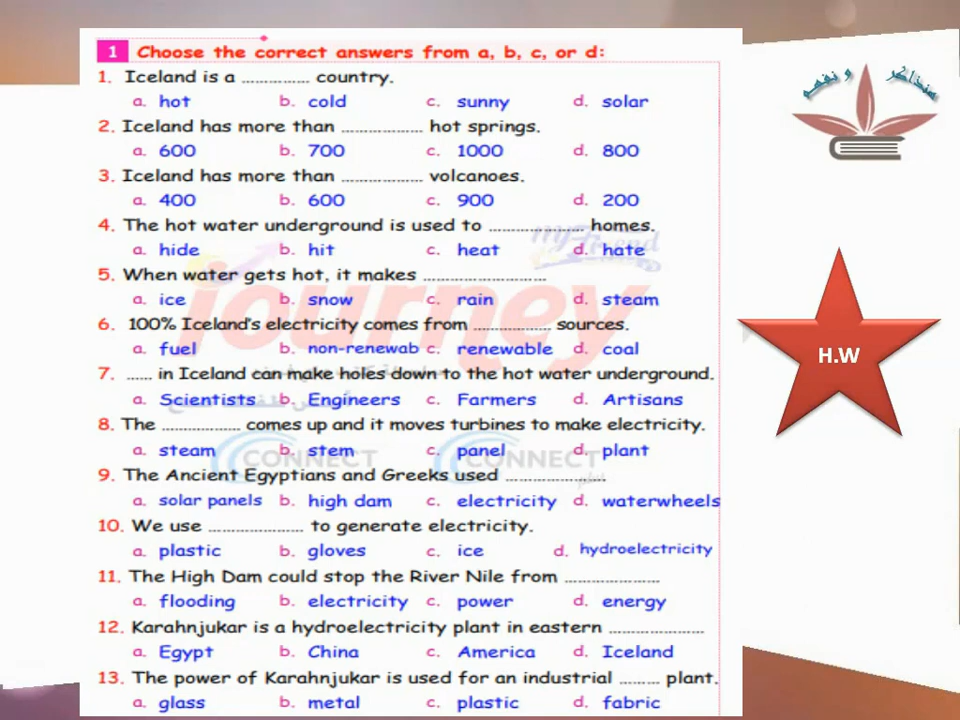 1 Choose the correct answers from a, b, c, or d:
1. Iceland is a ............... country.
a. hot b. cold c. sunny d. solar
2. Iceland has more than .................. hot springs.
a. 600 b. 700 c. 1000 d. 800
3. Iceland has more than .................. volcanoes.
a. 400 b. 600 c. 900 d. 200
4. The hot water underground is used to ..................... homes.
a. hide b. hit c. heat d. hate
5. When water gets hot, it makes ...........................
a. ice b. snow c. rain d. steam
6. 100% Iceland's electricity comes from ................. sources.
a. fuel b. non-renewab c. renewable d. coal
7. ...... in Iceland can make holes down to the hot water underground.
a. Scientists b. Engineers c. Farmers d. Artisans
8. The .................. comes up and it moves turbines to make electricity.
a. steam b. stem c. panel d. plant
9. The Ancient Egyptians and Greeks used ......................
a. solar panels b. high dam c. electricity d. waterwheels
10. We use ..................... to generate electricity.
a. plastic b. gloves c. ice d. hydroelectricity
11. The High Dam could stop the River Nile from .....................
a. flooding b. electricity c. power d. energy
12. Karahnjukar is a hydroelectricity plant in eastern .....................
a. Egypt b. China c. America d. Iceland
13. The power of Karahnjukar is used for an industrial ......... plant.
a. glass b. metal c. plastic d. fabric
My Friend
journey
CONNECT CONNECT
H.W